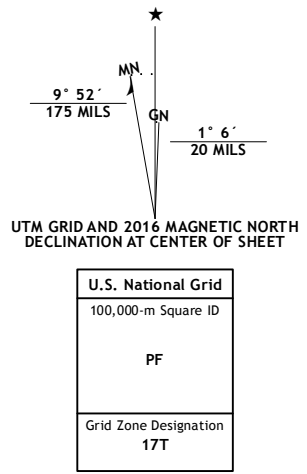 ★
MN
GN
9° 52´
175 MILS
1° 6´
20 MILS
UTM GRID AND 2016 MAGNETIC NORTH
DECLINATION AT CENTER OF SHEET
U.S. National Grid
100,000-m Square ID
PF
Grid Zone Designation
17T